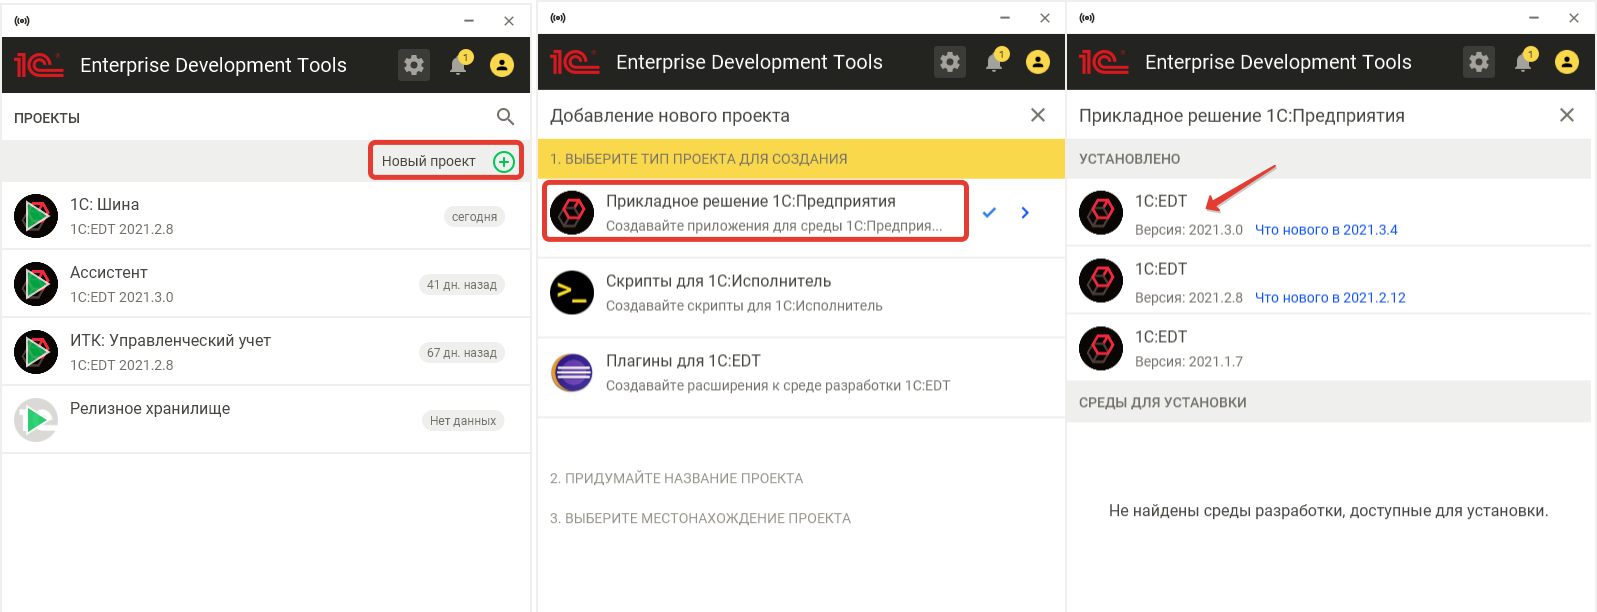 1С
Enterprise Development Tools
1
ПРОЕКТЫ
Новый проект
1С: Шина
1C:EDT 2021.2.8
сегодня
Ассистент
1C:EDT 2021.3.0
41 дн. назад
ИТК: Управленческий учет
1C:EDT 2021.2.8
67 дн. назад
Релизное хранилище
Нет данных
1С
Enterprise Development Tools
1
Добавление нового проекта
1. ВЫБЕРИТЕ ТИП ПРОЕКТА ДЛЯ СОЗДАНИЯ
Прикладное решение 1С:Предприятия
Создавайте приложения для среды 1С:Предприя...
Скрипты для 1С:Исполнитель
Создавайте скрипты для 1С:Исполнитель
Плагины для 1C:EDT
Создавайте расширения к среде разработки 1C:EDT
2. ПРИДУМАЙТЕ НАЗВАНИЕ ПРОЕКТА
3. ВЫБЕРИТЕ МЕСТОНАХОЖДЕНИЕ ПРОЕКТА
1С
Enterprise Development Tools
1
Прикладное решение 1С:Предприятия
УСТАНОВЛЕНО
1C:EDT
Версия: 2021.3.0 Что нового в 2021.3.4
1C:EDT
Версия: 2021.2.8 Что нового в 2021.2.12
1C:EDT
Версия: 2021.1.7
СРЕДЫ ДЛЯ УСТАНОВКИ
Не найдены среды разработки, доступные для установки.